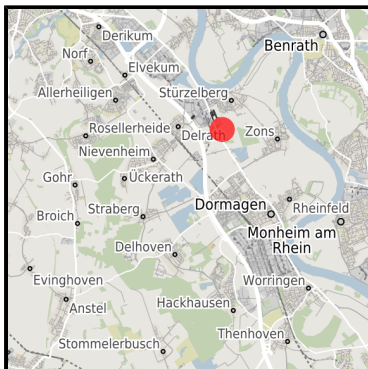 Derikum
Benrath
Norf
Elvekum
Allerheiligen
Stürzelberg
Rosellerheide
Delrath
Zons
Nievenheim
Gohr
Ückerath
Straberg
Dormagen
Rheinfeld
Broich
Monheim am
Rhein
Delhoven
Evinghoven
Worringen
Anstel
Hackhausen
Thenhoven
Stommelerbusch